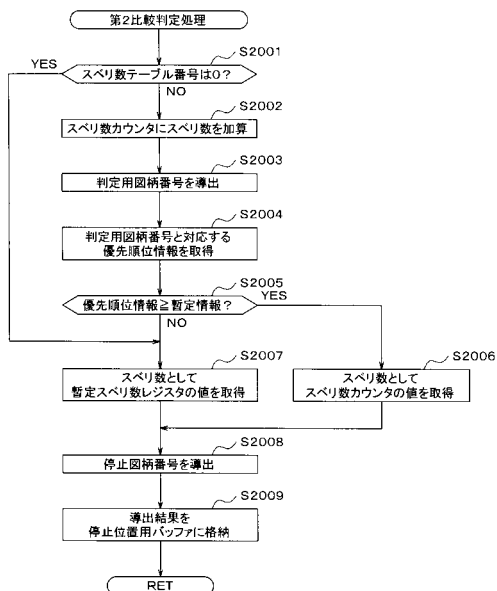 第2比較判定処理
S2001
YES
スベリ数テーブル番号は0?
NO
S2002
スベリ数カウンタにスベリ数を加算
S2003
判定用図柄番号を導出
S2004
判定用図柄番号と対応する
優先順位情報を取得
S2005
優先順位情報≧暫定情報?
YES
NO
S2007
スベリ数として
暫定スベリ数レジスタの値を取得
S2006
スベリ数として
スベリ数カウンタの値を取得
S2008
停止図柄番号を導出
S2009
導出結果を
停止位置用バッファに格納
RET